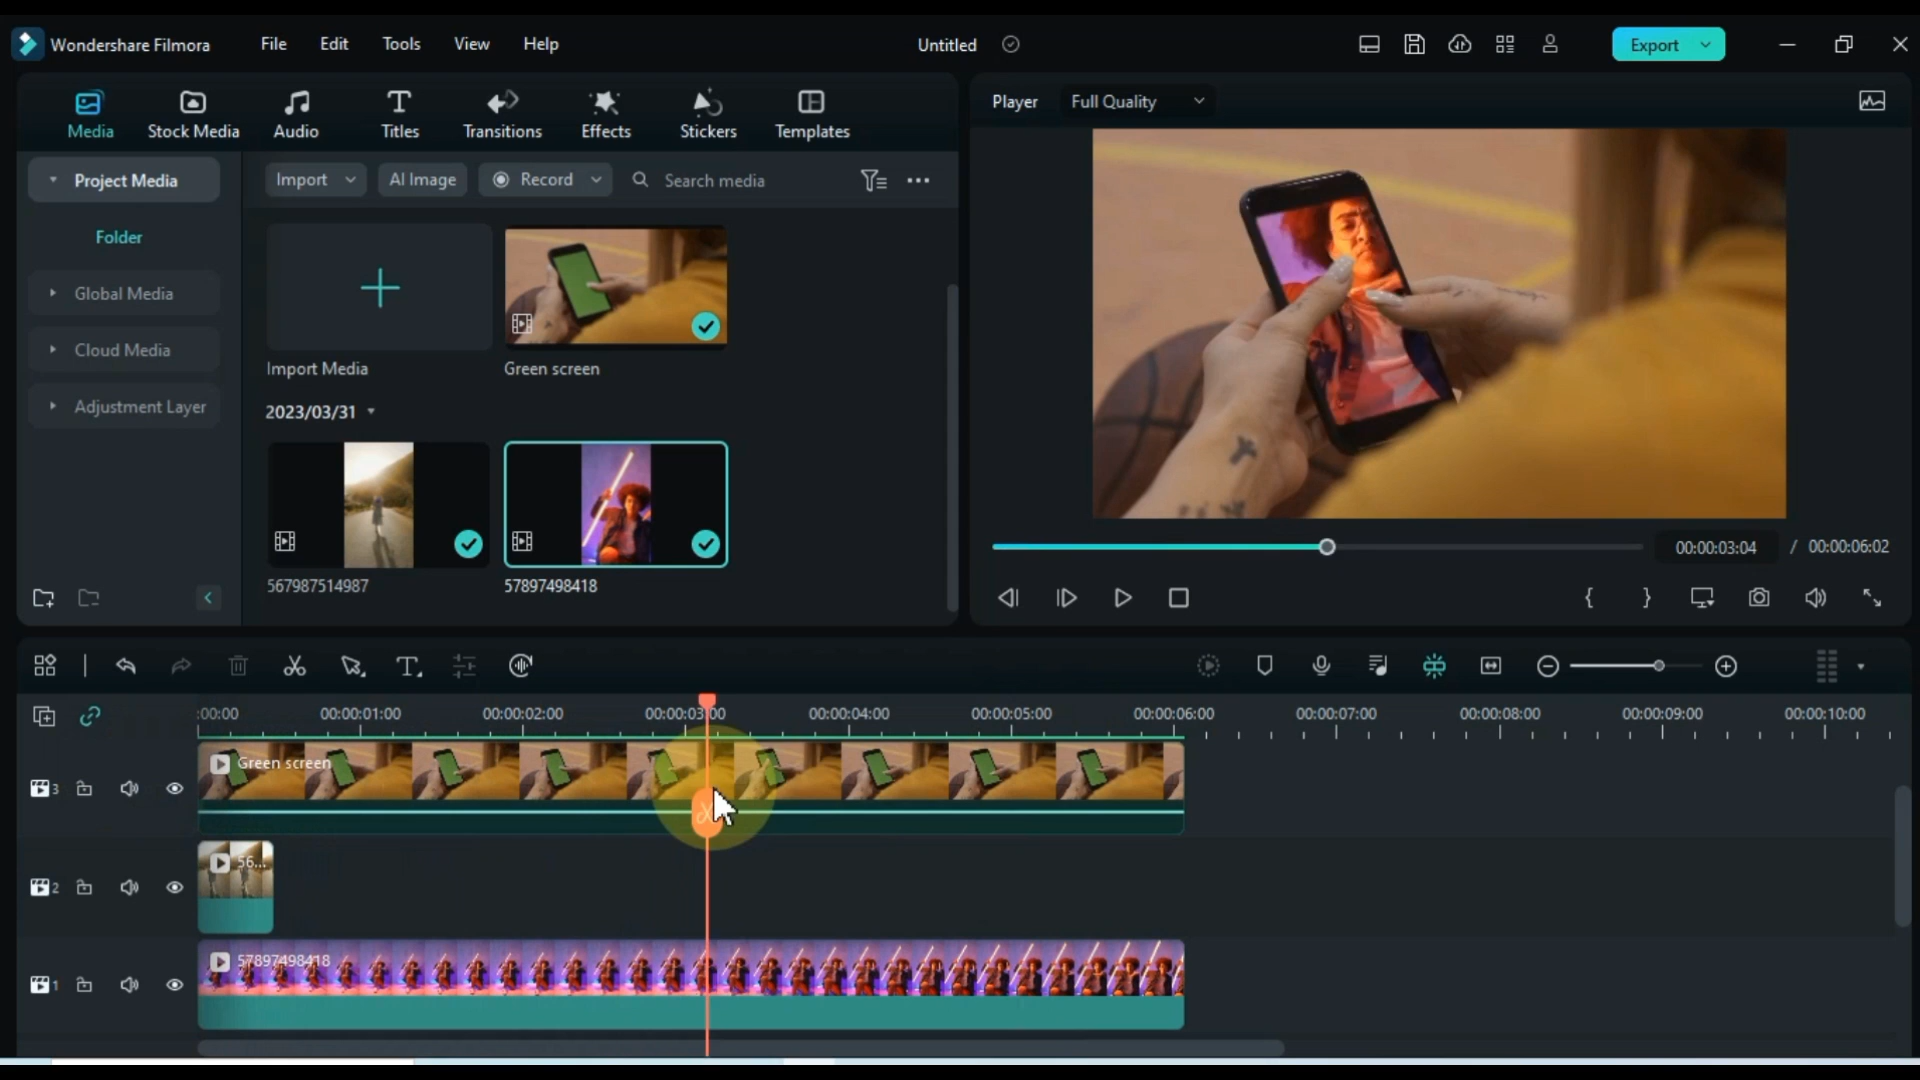 Wondershare Filmora File Edit Tools View Help Untitled Export
Media Stock Media Audio Titles Transitions Effects Stickers Templates
Player Full Quality
Project Media Import AI Image Record Search media
Folder
Global Media
Cloud Media
Adjustment Layer
Import Media Green screen
2023/03/31
567987514987 57897498418
00:00:03:04 / 00:00:06:02
:00:00 00:00:01:00 00:00:02:00 00:00:03:00 00:00:04:00 00:00:05:00 00:00:06:00 00:00:07:00 00:00:08:00 00:00:09:00 00:00:10:00
Green screen
3
56...
2
57897498418
1